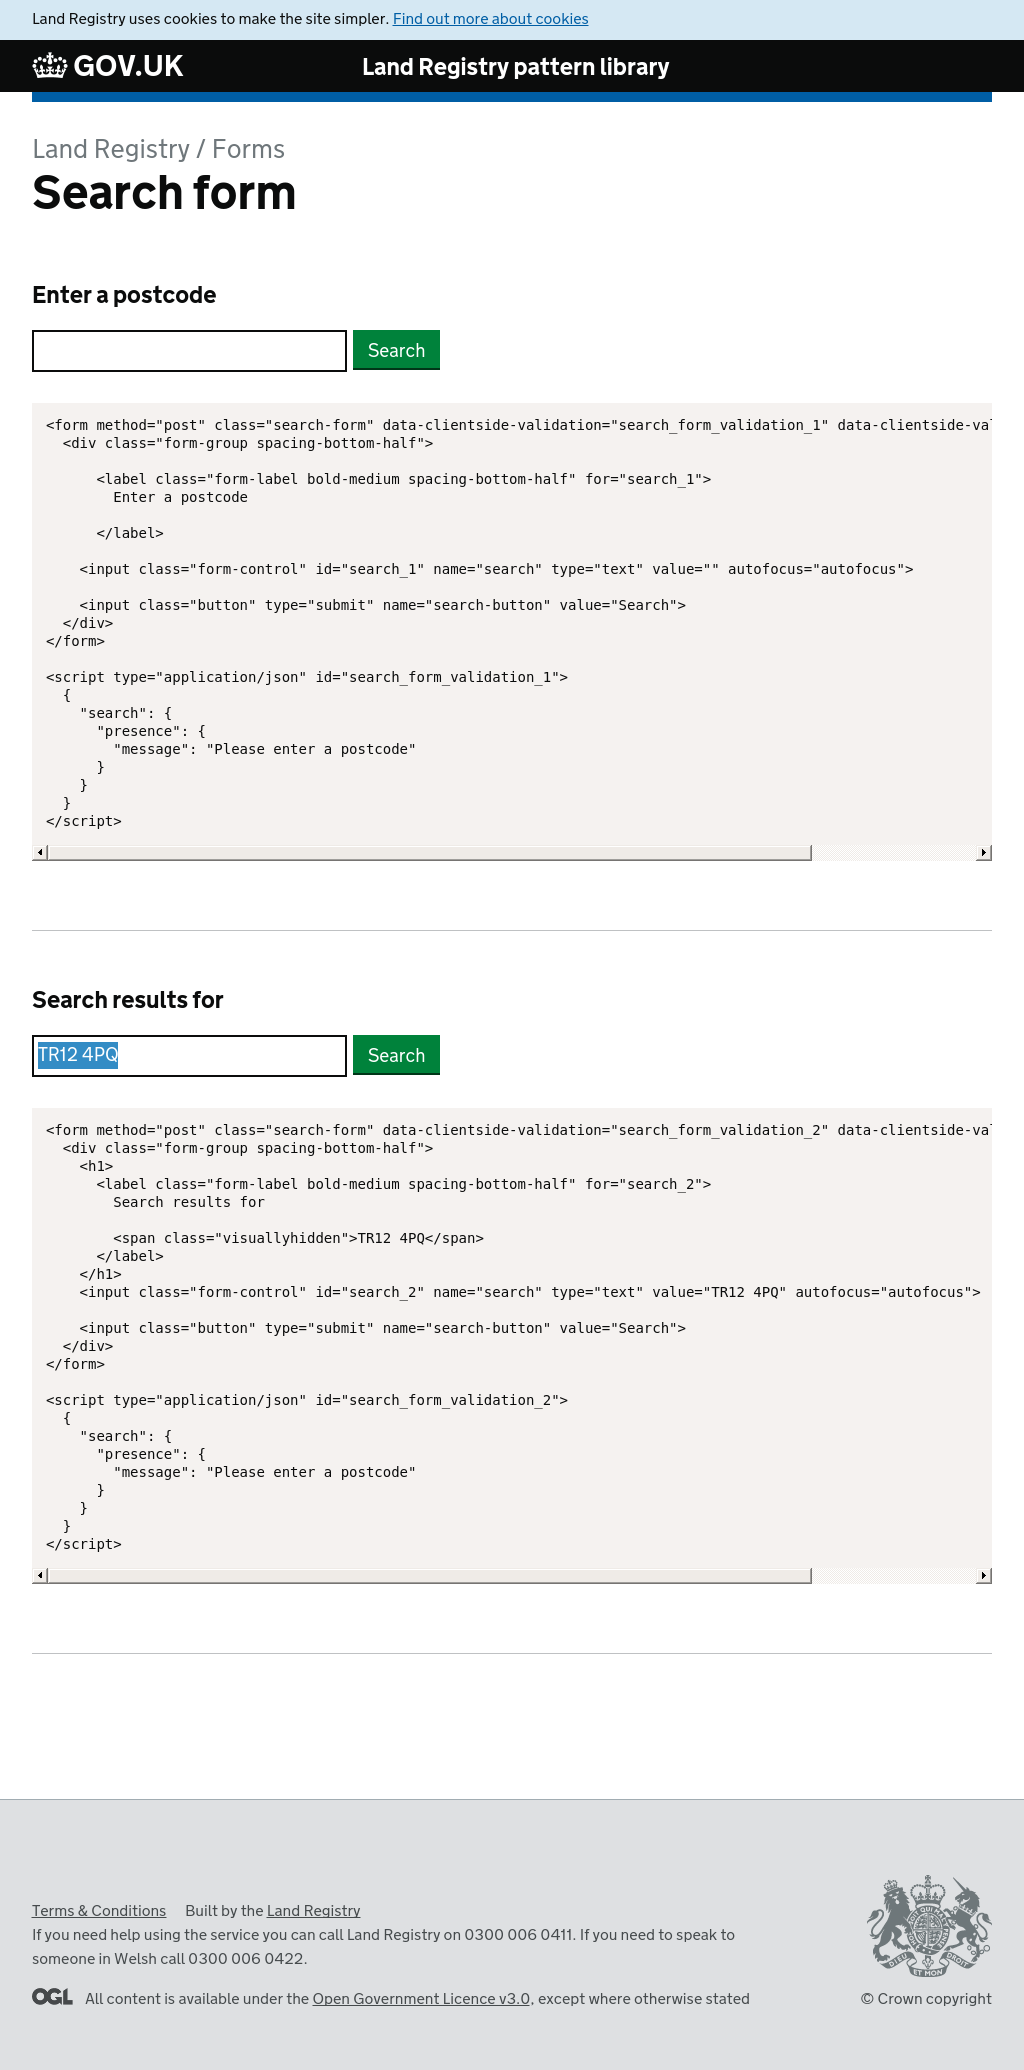 Land Registry uses cookies to make the site simpler. Find out more about cookies
GOV.UK Land Registry pattern library
Land Registry / Forms
Search form
Enter a postcode
Search
<form method="post" class="search-form" data-clientside-validation="search_form_validation_1" data-clientside-val
<div class="form-group spacing-bottom-half">
<label class="form-label bold-medium spacing-bottom-half" for="search_1">
Enter a postcode
</label>
<input class="form-control" id="search_1" name="search" type="text" value="" autofocus="autofocus">
<input class="button" type="submit" name="search-button" value="Search">
</div>
</form>
<script type="application/json" id="search_form_validation_1">
{
"search": {
"presence": {
"message": "Please enter a postcode"
}
}
}
</script>
Search results for
TR12 4PQ Search
<form method="post" class="search-form" data-clientside-validation="search_form_validation_2" data-clientside-val
<div class="form-group spacing-bottom-half">
<h1>
<label class="form-label bold-medium spacing-bottom-half" for="search_2">
Search results for
<span class="visuallyhidden">TR12 4PQ</span>
</label>
</h1>
<input class="form-control" id="search_2" name="search" type="text" value="TR12 4PQ" autofocus="autofocus">
<input class="button" type="submit" name="search-button" value="Search">
</div>
</form>
<script type="application/json" id="search_form_validation_2">
{
"search": {
"presence": {
"message": "Please enter a postcode"
}
}
}
</script>
Terms & Conditions Built by the Land Registry
If you need help using the service you can call Land Registry on 0300 006 0411. If you need to speak to
someone in Welsh call 0300 006 0422.
OGL All content is available under the Open Government Licence v3.0, except where otherwise stated
© Crown copyright